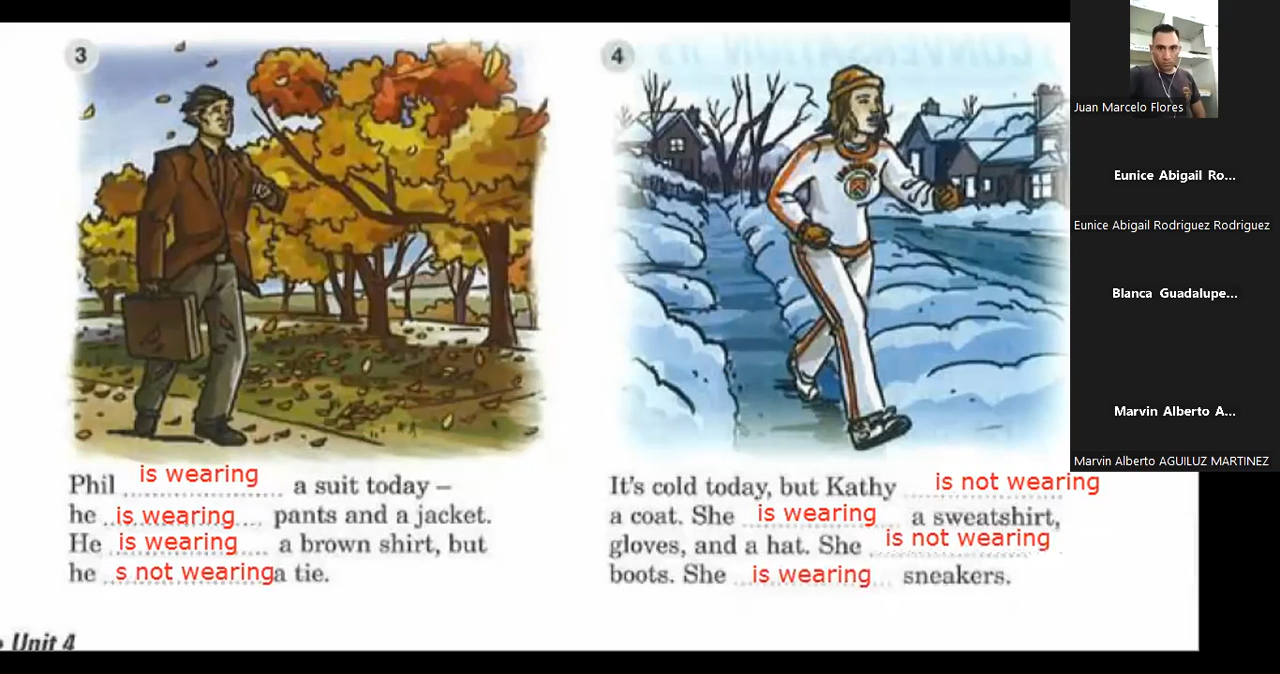 3
4
Phil is wearing a suit today –
he is wearing pants and a jacket.
He is wearing a brown shirt, but
he s not wearing a tie.
It's cold today, but Kathy is not wearing
a coat. She is wearing a sweatshirt,
gloves, and a hat. She is not wearing
boots. She is wearing sneakers.
Unit 4
Juan Marcelo Flores
Eunice Abigail Ro...
Eunice Abigail Rodriguez Rodriguez
Blanca Guadalupe...
Marvin Alberto A...
Marvin Alberto AGUILUZ MARTINEZ